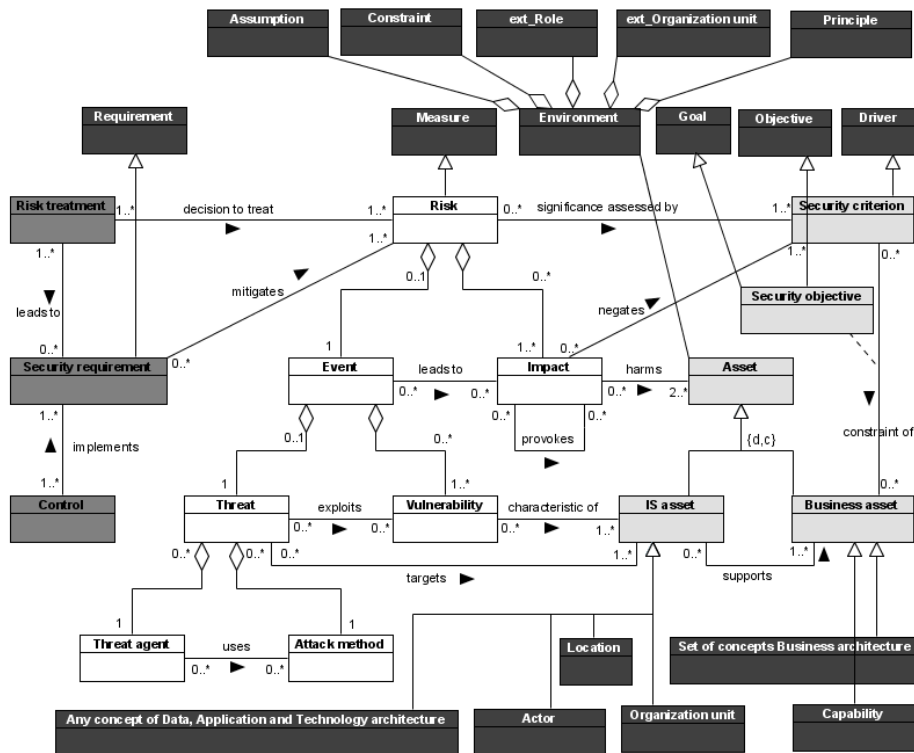 Assumption
Constraint
ext_Role
ext_Organization unit
Principle
Requirement
Measure
Environment
Goal
Objective
Driver
Risk treatment
1..*
decision to treat
1..*
Risk
0..*
significance assessed by
1..*
Security criterion
1..*
1..*
1..*
0..*
0..1
0..*
mitigates
Security objective
leads to
negates
0..*
0..*
1
1..*
0..*
Security requirement
Event
leads to
Impact
harms
Asset
0..*
0..*
0..*
2..*
1..*
0..*
0..*
provokes
implements
0..1
0..*
{d,c}
constraint of
1..*
1
1..*
0..*
Control
Threat
exploits
Vulnerability
characteristic of
IS asset
Business asset
0..*
0..*
0..*
1..*
0..*
0..*
0..*
1..*
0..*
1..*
targets
supports
1
1
Threat agent
uses
Attack method
0..*
0..*
Location
Set of concepts Business architecture
Any concept of Data, Application and Technology architecture
Actor
Organization unit
Capability